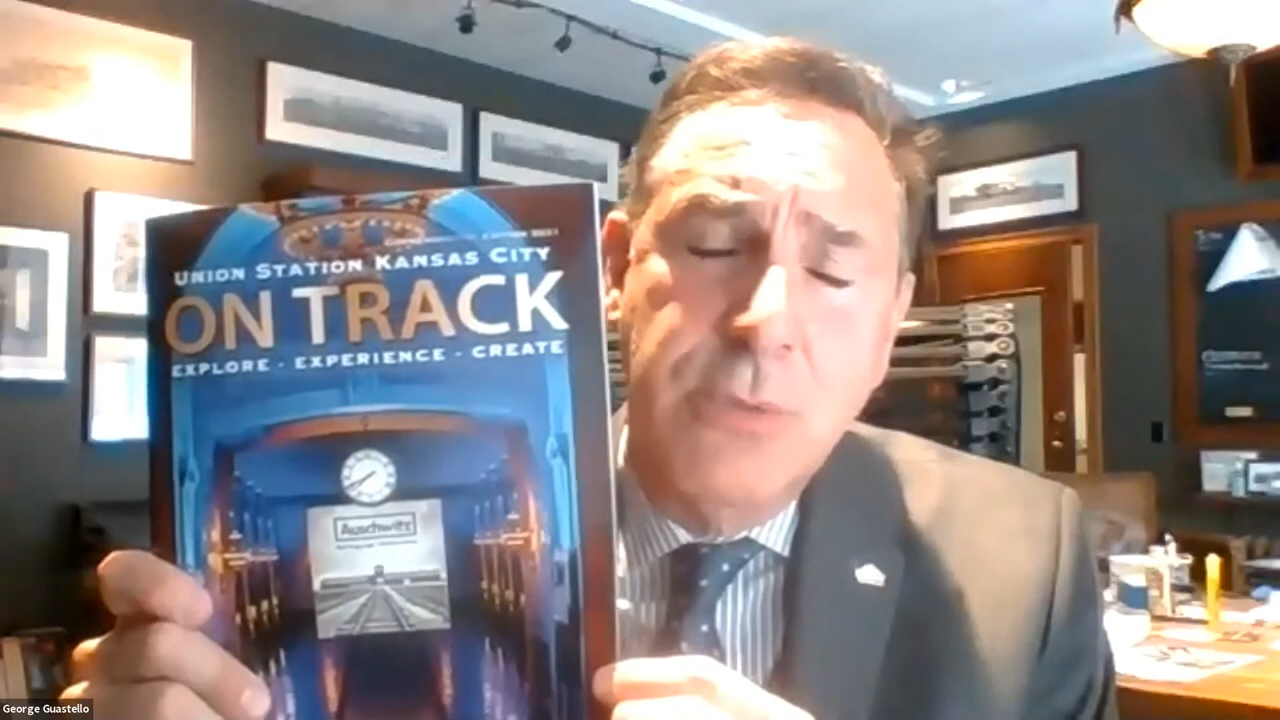 UNION STATION KANSAS CITY
ON TRACK
EXPLORE · EXPERIENCE · CREATE
Auschwitz
George Guastello